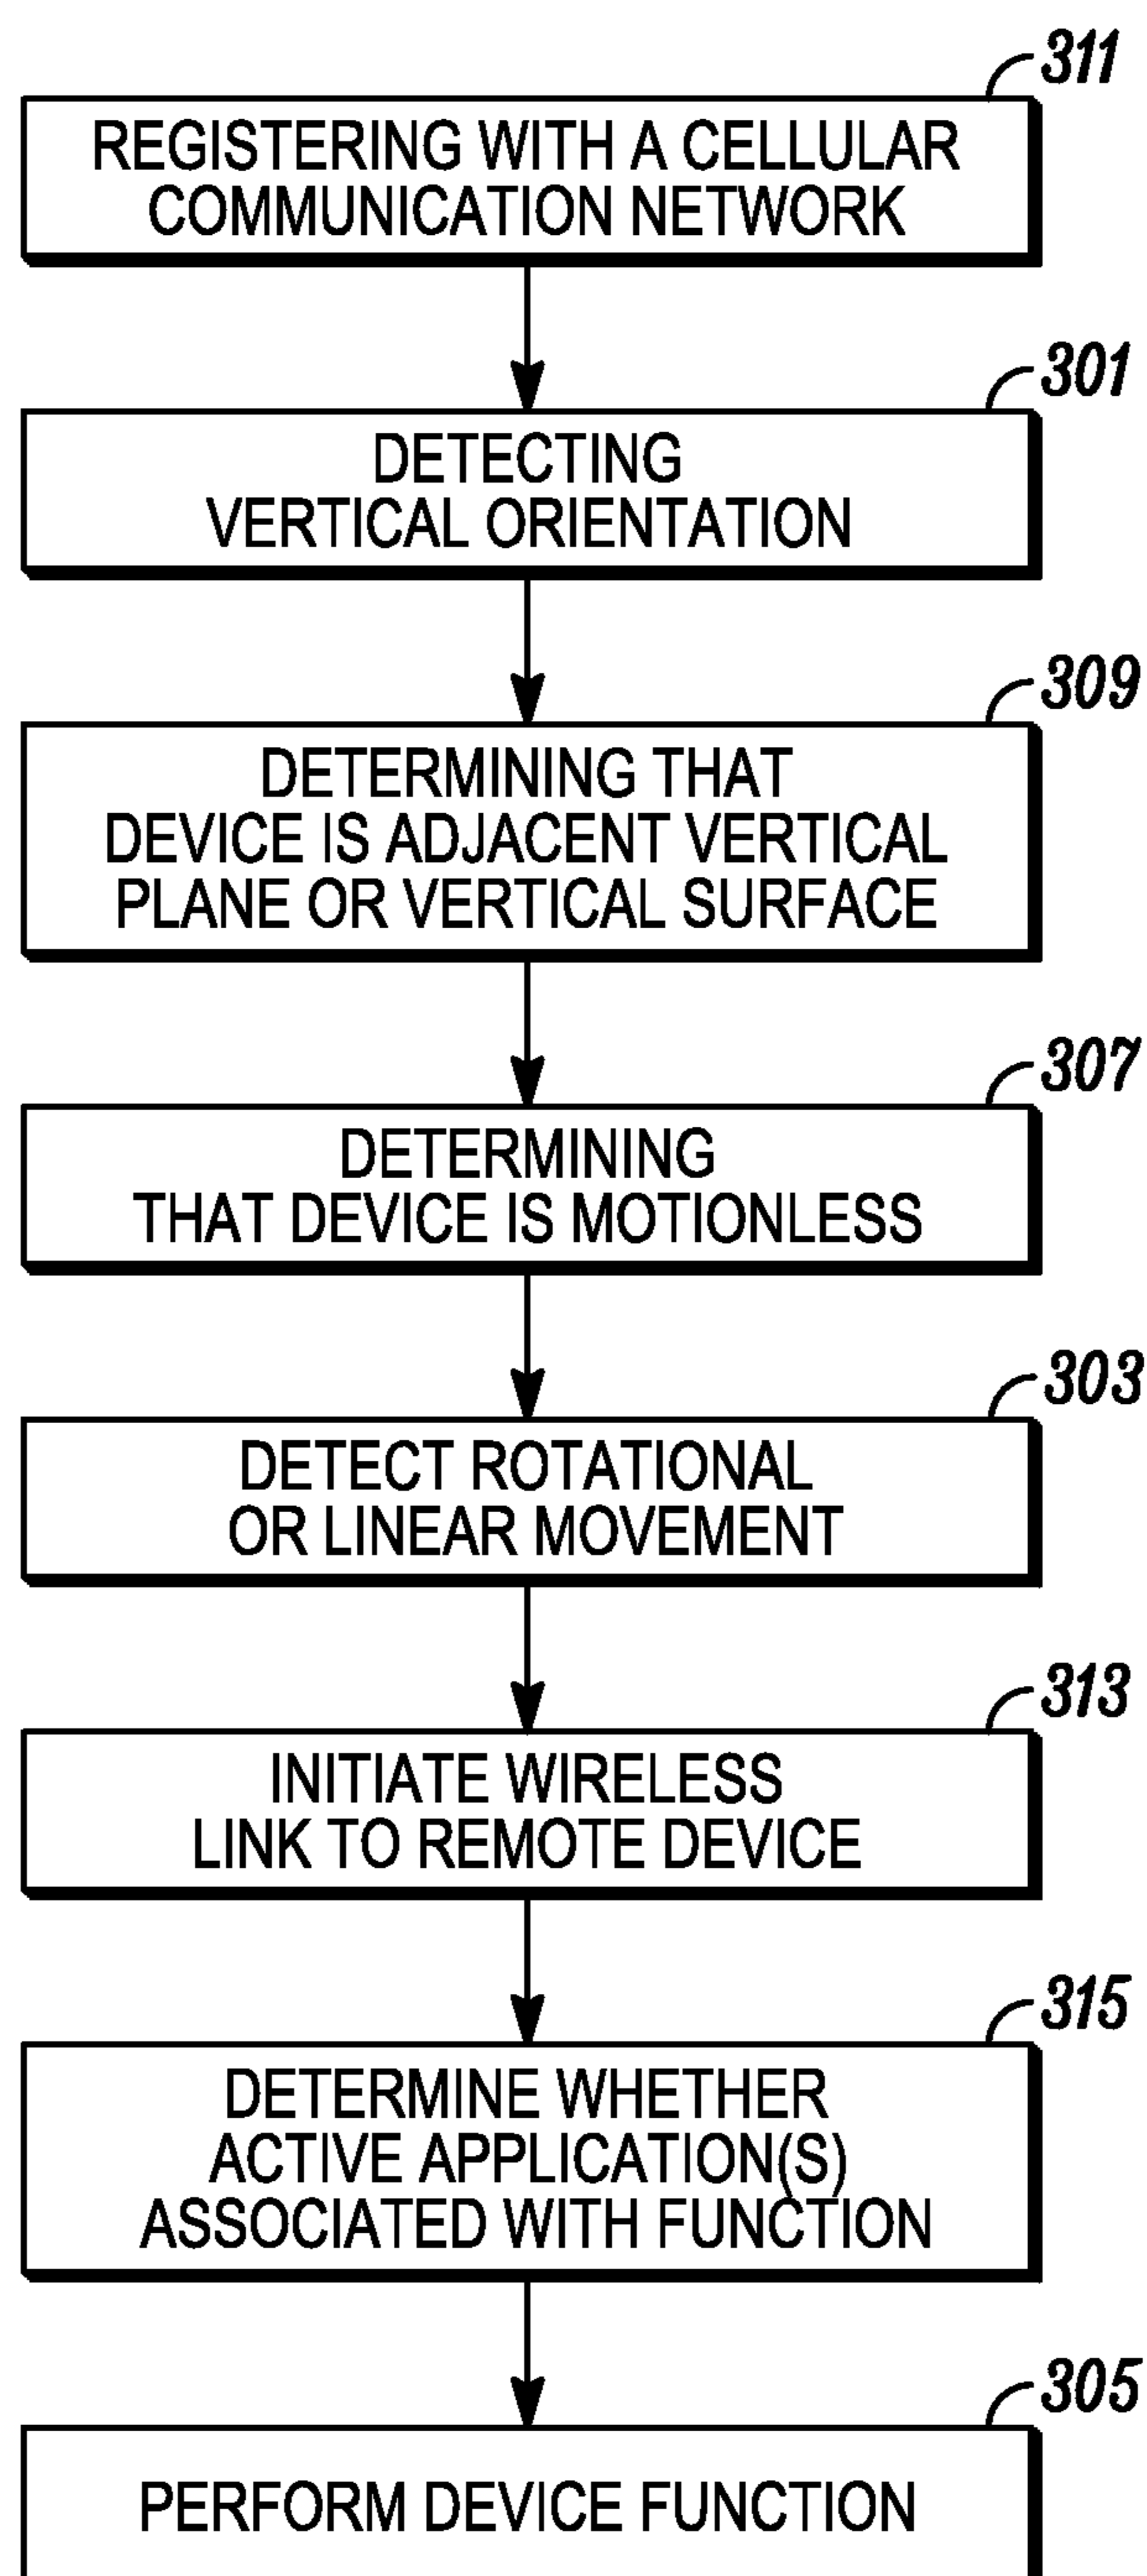 311
REGISTERING WITH A CELLULAR
COMMUNICATION NETWORK
301
DETECTING
VERTICAL ORIENTATION
309
DETERMINING THAT
DEVICE IS ADJACENT VERTICAL
PLANE OR VERTICAL SURFACE
307
DETERMINING
THAT DEVICE IS MOTIONLESS
303
DETECT ROTATIONAL
OR LINEAR MOVEMENT
313
INITIATE WIRELESS
LINK TO REMOTE DEVICE
315
DETERMINE WHETHER
ACTIVE APPLICATION(S)
ASSOCIATED WITH FUNCTION
305
PERFORM DEVICE FUNCTION